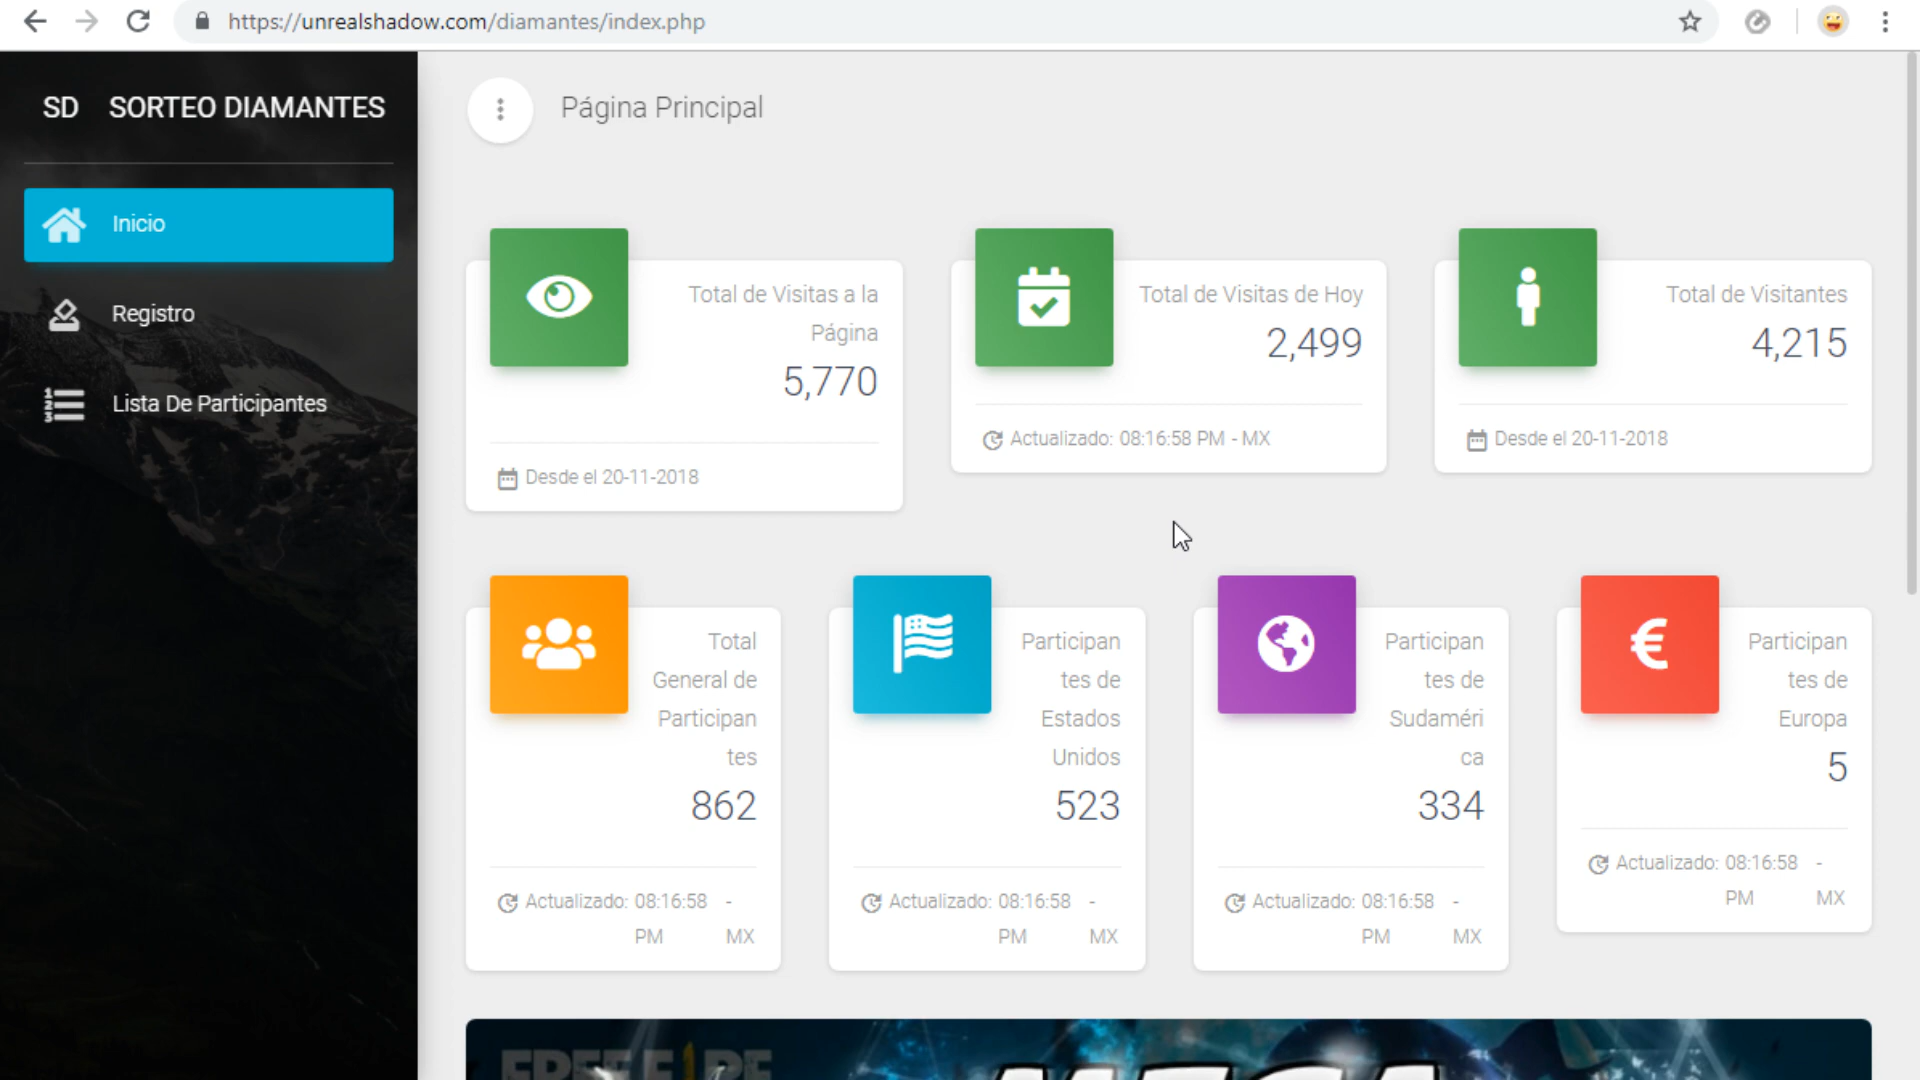 https://unrealshadow.com/diamantes/index.php
SD SORTEO DIAMANTES
Inicio
Registro
Lista De Participantes
Página Principal
Total de Visitas a la
Página
5,770
Desde el 20-11-2018
Total de Visitas de Hoy
2,499
Actualizado: 08:16:58 PM - MX
Total de Visitantes
4,215
Desde el 20-11-2018
Total
General de
Participan
tes
862
Actualizado: 08:16:58 -
PM MX
Participan
tes de
Estados
Unidos
523
Actualizado: 08:16:58 -
PM MX
Participan
tes de
Sudaméri
ca
334
Actualizado: 08:16:58 -
PM MX
Participan
tes de
Europa
5
Actualizado: 08:16:58 -
PM MX
FREE FIRE
MEGA